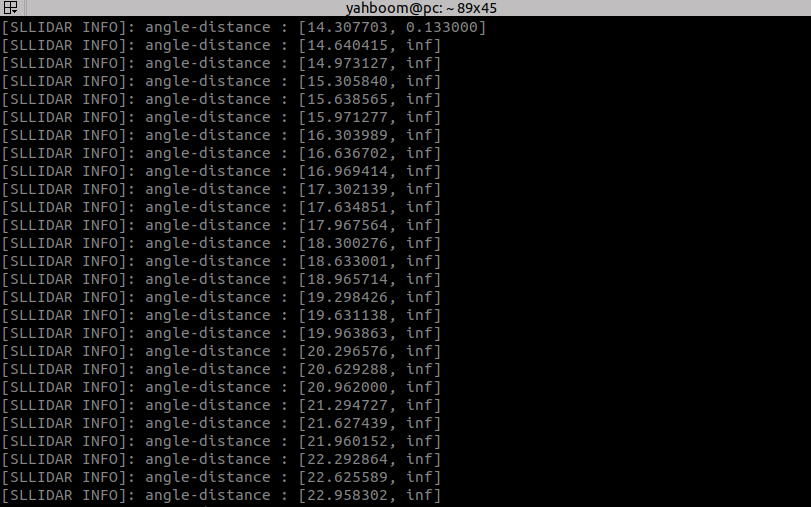 yahboom@pc: ~ 89x45
[SLLIDAR INFO]: angle-distance : [14.307703, 0.133000]
[SLLIDAR INFO]: angle-distance : [14.640415, inf]
[SLLIDAR INFO]: angle-distance : [14.973127, inf]
[SLLIDAR INFO]: angle-distance : [15.305840, inf]
[SLLIDAR INFO]: angle-distance : [15.638565, inf]
[SLLIDAR INFO]: angle-distance : [15.971277, inf]
[SLLIDAR INFO]: angle-distance : [16.303989, inf]
[SLLIDAR INFO]: angle-distance : [16.636702, inf]
[SLLIDAR INFO]: angle-distance : [16.969414, inf]
[SLLIDAR INFO]: angle-distance : [17.302139, inf]
[SLLIDAR INFO]: angle-distance : [17.634851, inf]
[SLLIDAR INFO]: angle-distance : [17.967564, inf]
[SLLIDAR INFO]: angle-distance : [18.300276, inf]
[SLLIDAR INFO]: angle-distance : [18.633001, inf]
[SLLIDAR INFO]: angle-distance : [18.965714, inf]
[SLLIDAR INFO]: angle-distance : [19.298426, inf]
[SLLIDAR INFO]: angle-distance : [19.631138, inf]
[SLLIDAR INFO]: angle-distance : [19.963863, inf]
[SLLIDAR INFO]: angle-distance : [20.296576, inf]
[SLLIDAR INFO]: angle-distance : [20.629288, inf]
[SLLIDAR INFO]: angle-distance : [20.962000, inf]
[SLLIDAR INFO]: angle-distance : [21.294727, inf]
[SLLIDAR INFO]: angle-distance : [21.627439, inf]
[SLLIDAR INFO]: angle-distance : [21.960152, inf]
[SLLIDAR INFO]: angle-distance : [22.292864, inf]
[SLLIDAR INFO]: angle-distance : [22.625589, inf]
[SLLIDAR INFO]: angle-distance : [22.958302, inf]